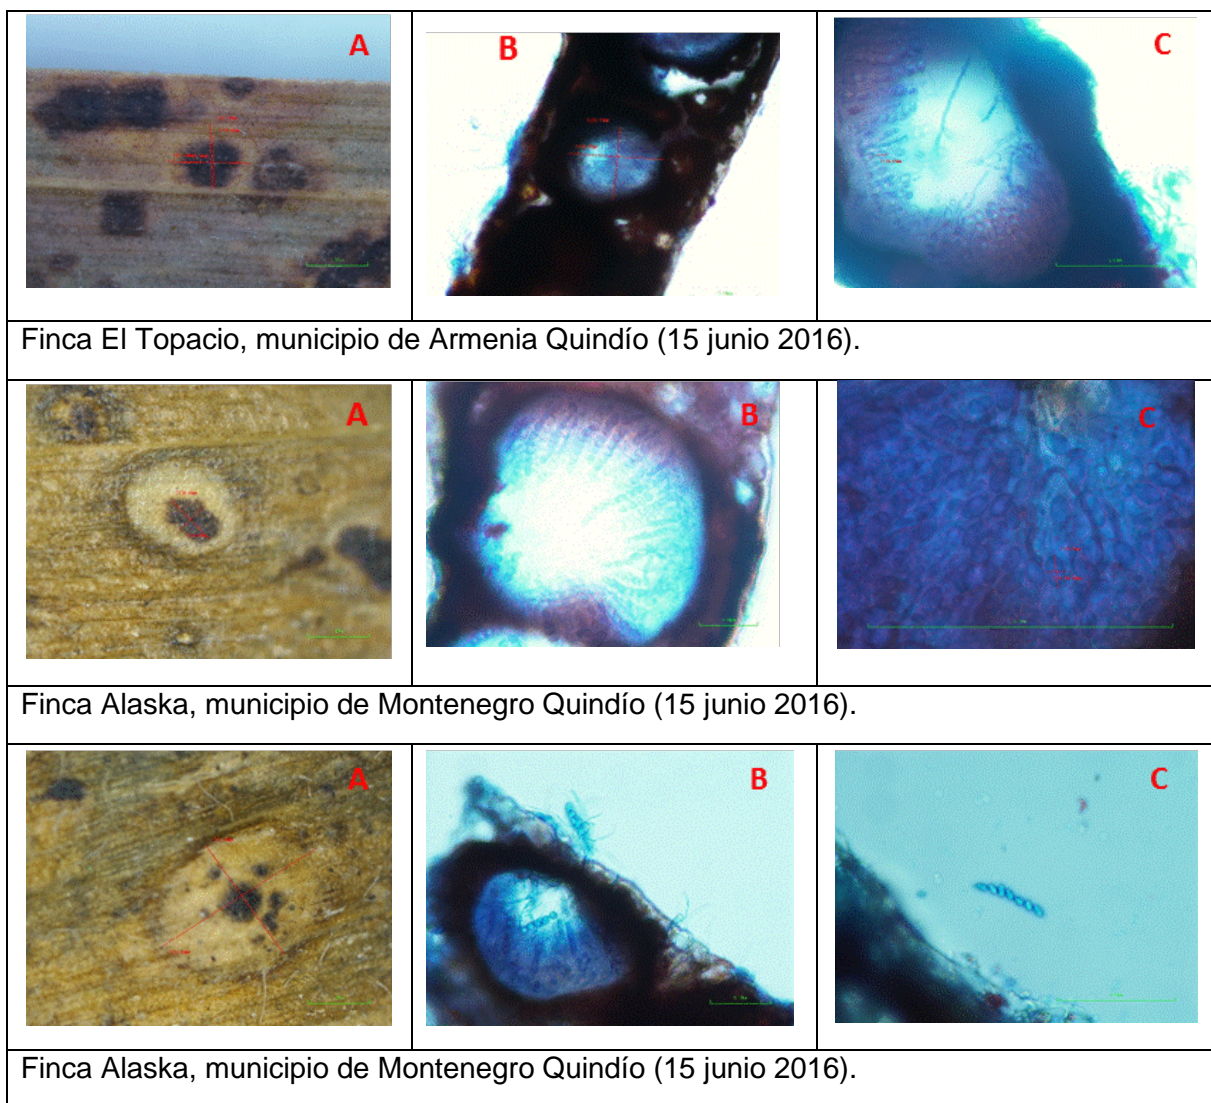 A B C
Finca El Topacio, municipio de Armenia Quindío (15 junio 2016).
A B C
Finca Alaska, municipio de Montenegro Quindío (15 junio 2016).
A B C
Finca Alaska, municipio de Montenegro Quindío (15 junio 2016).